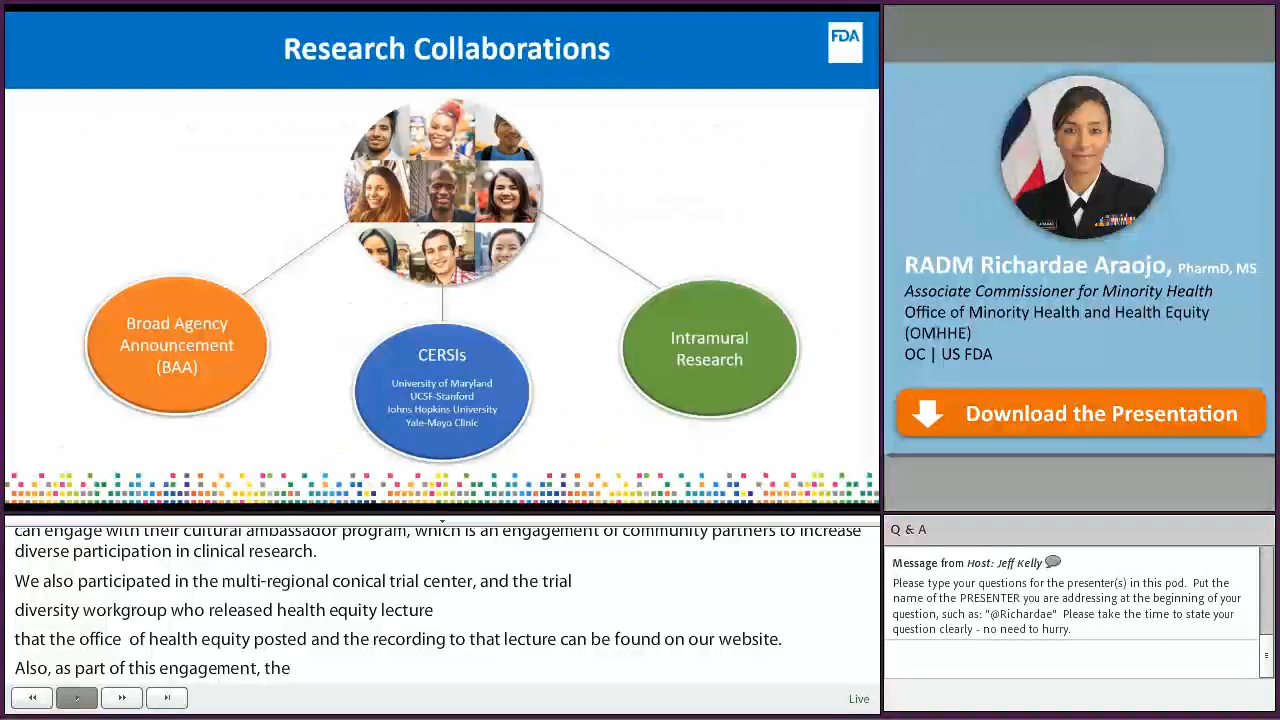 Research Collaborations
FDA
Broad Agency
Announcement
(BAA)
CERSIs
University of Maryland
UCSF-Stanford
Johns Hopkins University
Yale-Mayo Clinic
Intramural
Research
RADM Richardae Araojo, PharmD, MS
Associate Commissioner for Minority Health
Office of Minority Health and Health Equity
(OMHHE)
OC | US FDA
Download the Presentation
can engage with their cultural ambassador program, which is an engagement of community partners to increase
diverse participation in clinical research.
We also participated in the multi-regional conical trial center, and the trial
diversity workgroup who released health equity lecture
that the office of health equity posted and the recording to that lecture can be found on our website.
Also, as part of this engagement, the
Live
Q & A
Message from Host: Jeff Kelly
Please type your questions for the presenter(s) in this pod. Put the
name of the PRESENTER you are addressing at the beginning of your
question, such as: "@Richardae" Please take the time to state your
question clearly - no need to hurry.